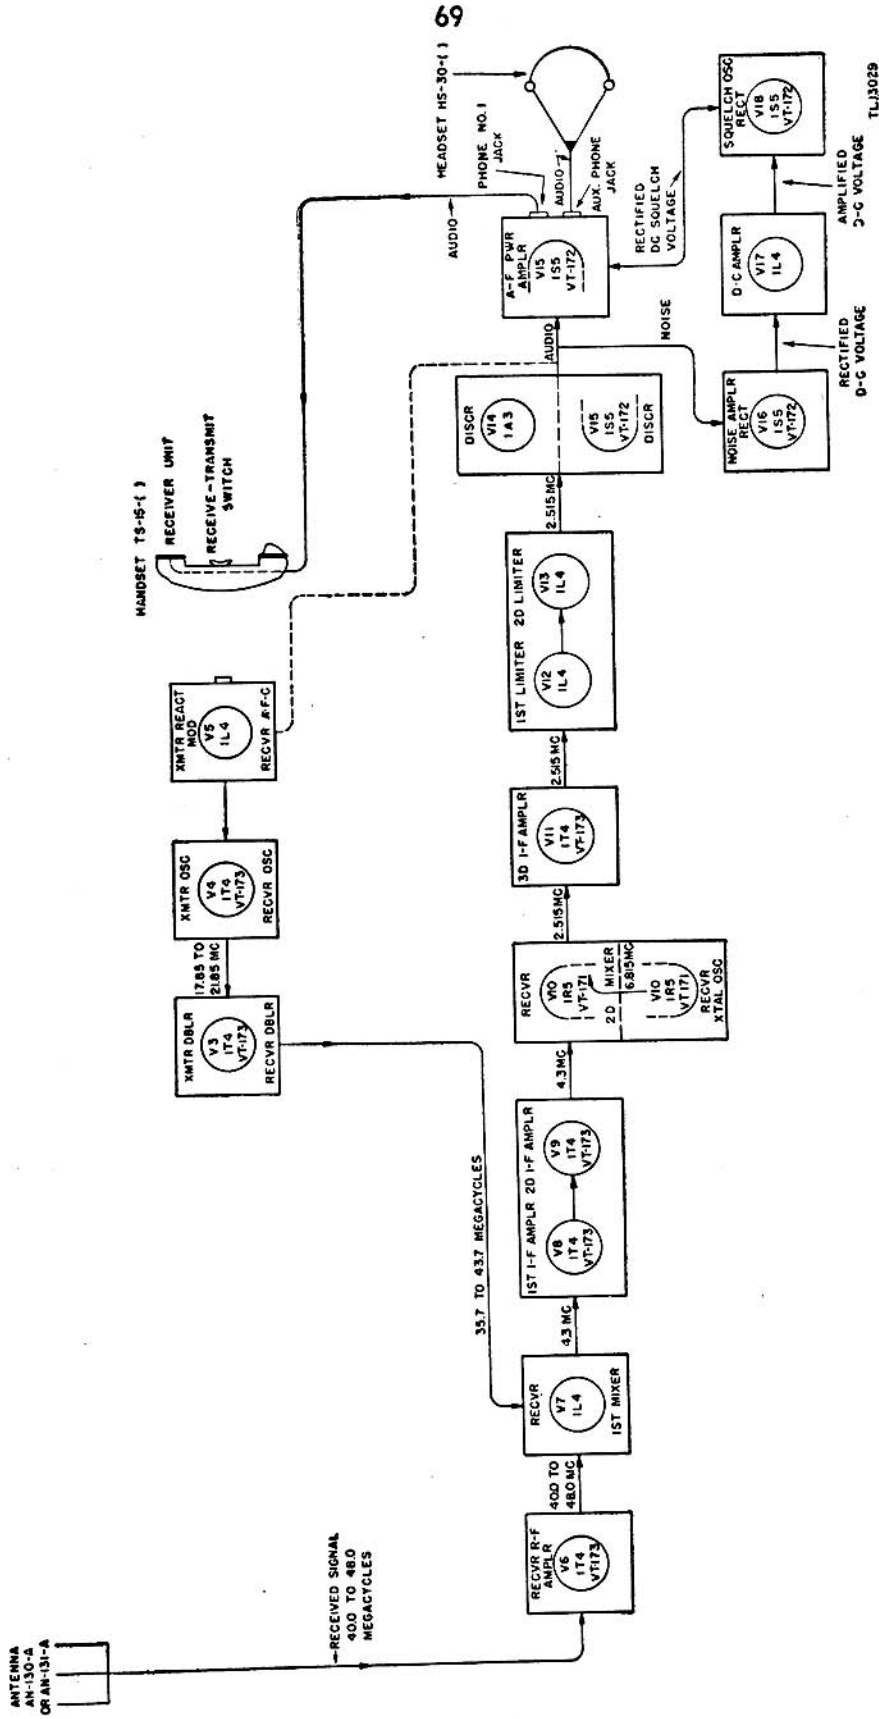 69
ANTENNA
AN-130-A
OR AN-131-A
RECEIVED SIGNAL
40.0 TO 48.0
MEGACYCLES
RECVR R-F
AMPLR
V6
1T4
VT-173
40.0 TO
48.0 MC
RECVR
V7
1L4
1ST MIXER
4.3 MC
1ST I-F AMPLR 2D I-F AMPLR
V8
1T4
VT-173
V9
1T4
VT-173
4.3 MC
RECVR
V10
1R5
VT-171
2D MIXER
6.815 MC
V10
1R5
VT171
RECVR
XTAL OSC
2.515 MC
3D I-F AMPLR
V11
1T4
VT-173
2.515 MC
1ST LIMITER 2D LIMITER
V12
1L4
V13
1L4
2.515 MC
DISCR
V14
1A3
V15
1S5
VT-172
DISCR
AUDIO
NOISE
A-F PWR
AMPLR
V15
1S5
VT-172
AUDIO
PHONE NO. 1
JACK
AUDIO
AUX. PHONE
JACK
HEADSET HS-30-( )
RECTIFIED
DC SQUELCH
VOLTAGE
NOISE AMPLR
RECT
V16
1S5
VT-172
RECTIFIED
D-C VOLTAGE
D-C AMPLR
V17
1L4
AMPLIFIED
D-C VOLTAGE
SQUELCH OSC
RECT
V18
1S5
VT-172
35.7 TO 43.7 MEGACYCLES
XMTR DBLR
V3
1T4
VT-173
RECVR DBLR
17.85 TO
21.85 MC
XMTR OSC
V4
1T4
VT-173
RECVR OSC
XMTR REACT
MOD
V5
1L4
RECVR A-F-C
HANDSET TS-15-( )
RECEIVER UNIT
RECEIVE-TRANSMIT
SWITCH
TL13029